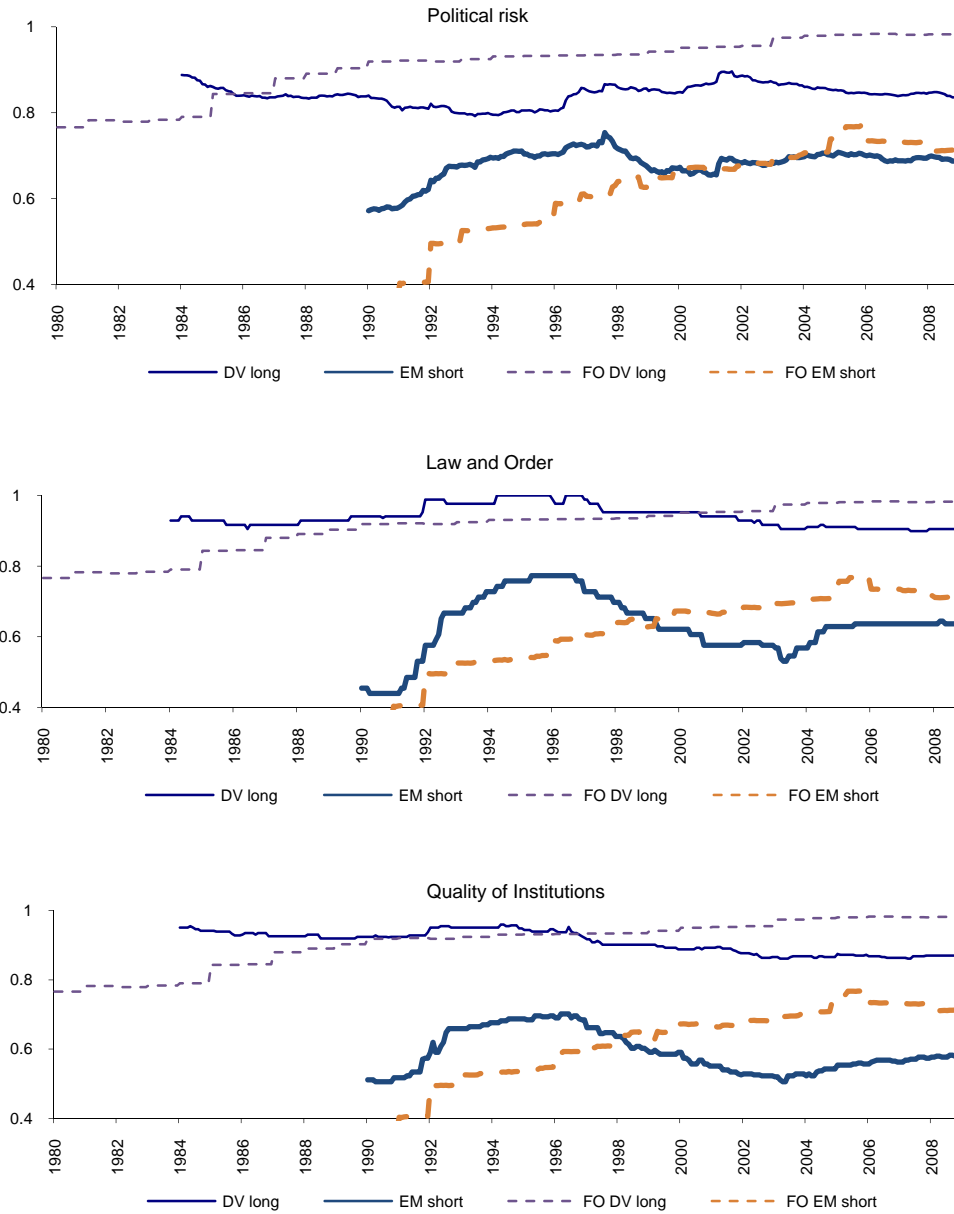 Political risk
1
0.8
0.6
0.4
1980 1982 1984 1986 1988 1990 1992 1994 1996 1998 2000 2002 2004 2006 2008
DV long EM short FO DV long FO EM short
Law and Order
1
0.8
0.6
0.4
1980 1982 1984 1986 1988 1990 1992 1994 1996 1998 2000 2002 2004 2006 2008
DV long EM short FO DV long FO EM short
Quality of Institutions
1
0.8
0.6
0.4
1980 1982 1984 1986 1988 1990 1992 1994 1996 1998 2000 2002 2004 2006 2008
DV long EM short FO DV long FO EM short